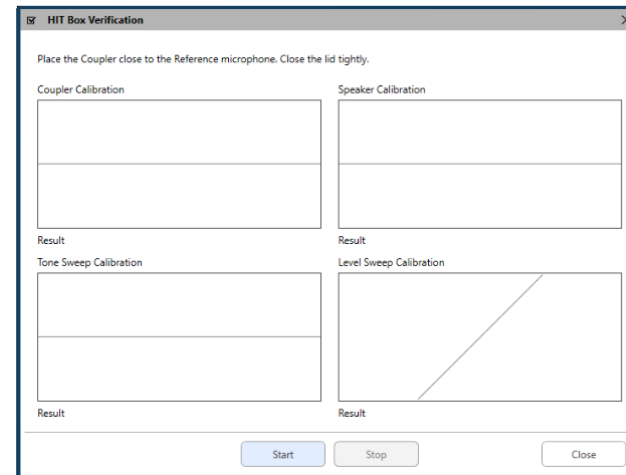 HIT Box Verification
Place the Coupler close to the Reference microphone. Close the lid tightly.
Coupler Calibration
Speaker Calibration
Result
Result
Tone Sweep Calibration
Level Sweep Calibration
Result
Result
Start
Stop
Close